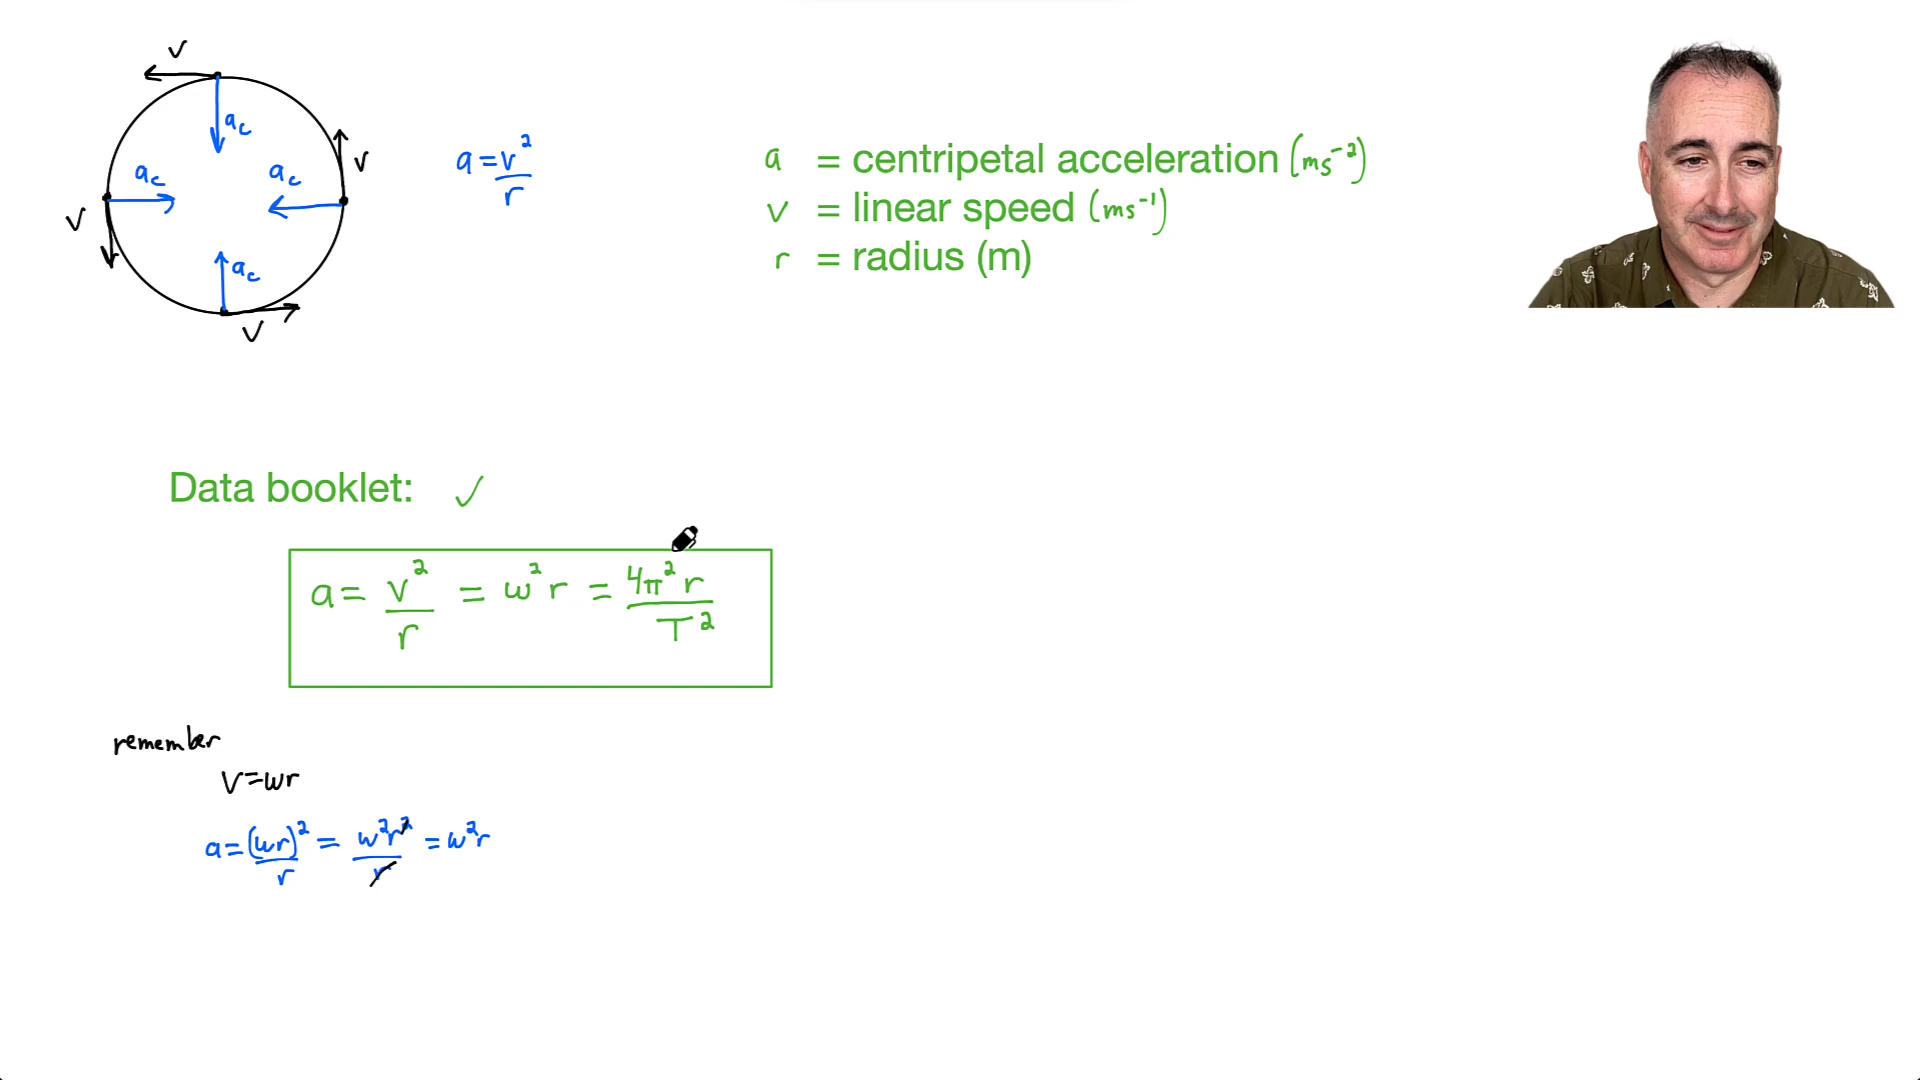 v
a_c
v
a_c
a_c
v
a_c
v
a = v²/r
a = centripetal acceleration (ms⁻²)
v = linear speed (ms⁻¹)
r = radius (m)
Data booklet: ✓
a = v²/r = ω²r = 4π²r/T²
remember
v=ωr
a = (ωr)²/r = ω²r²/r = ω²r